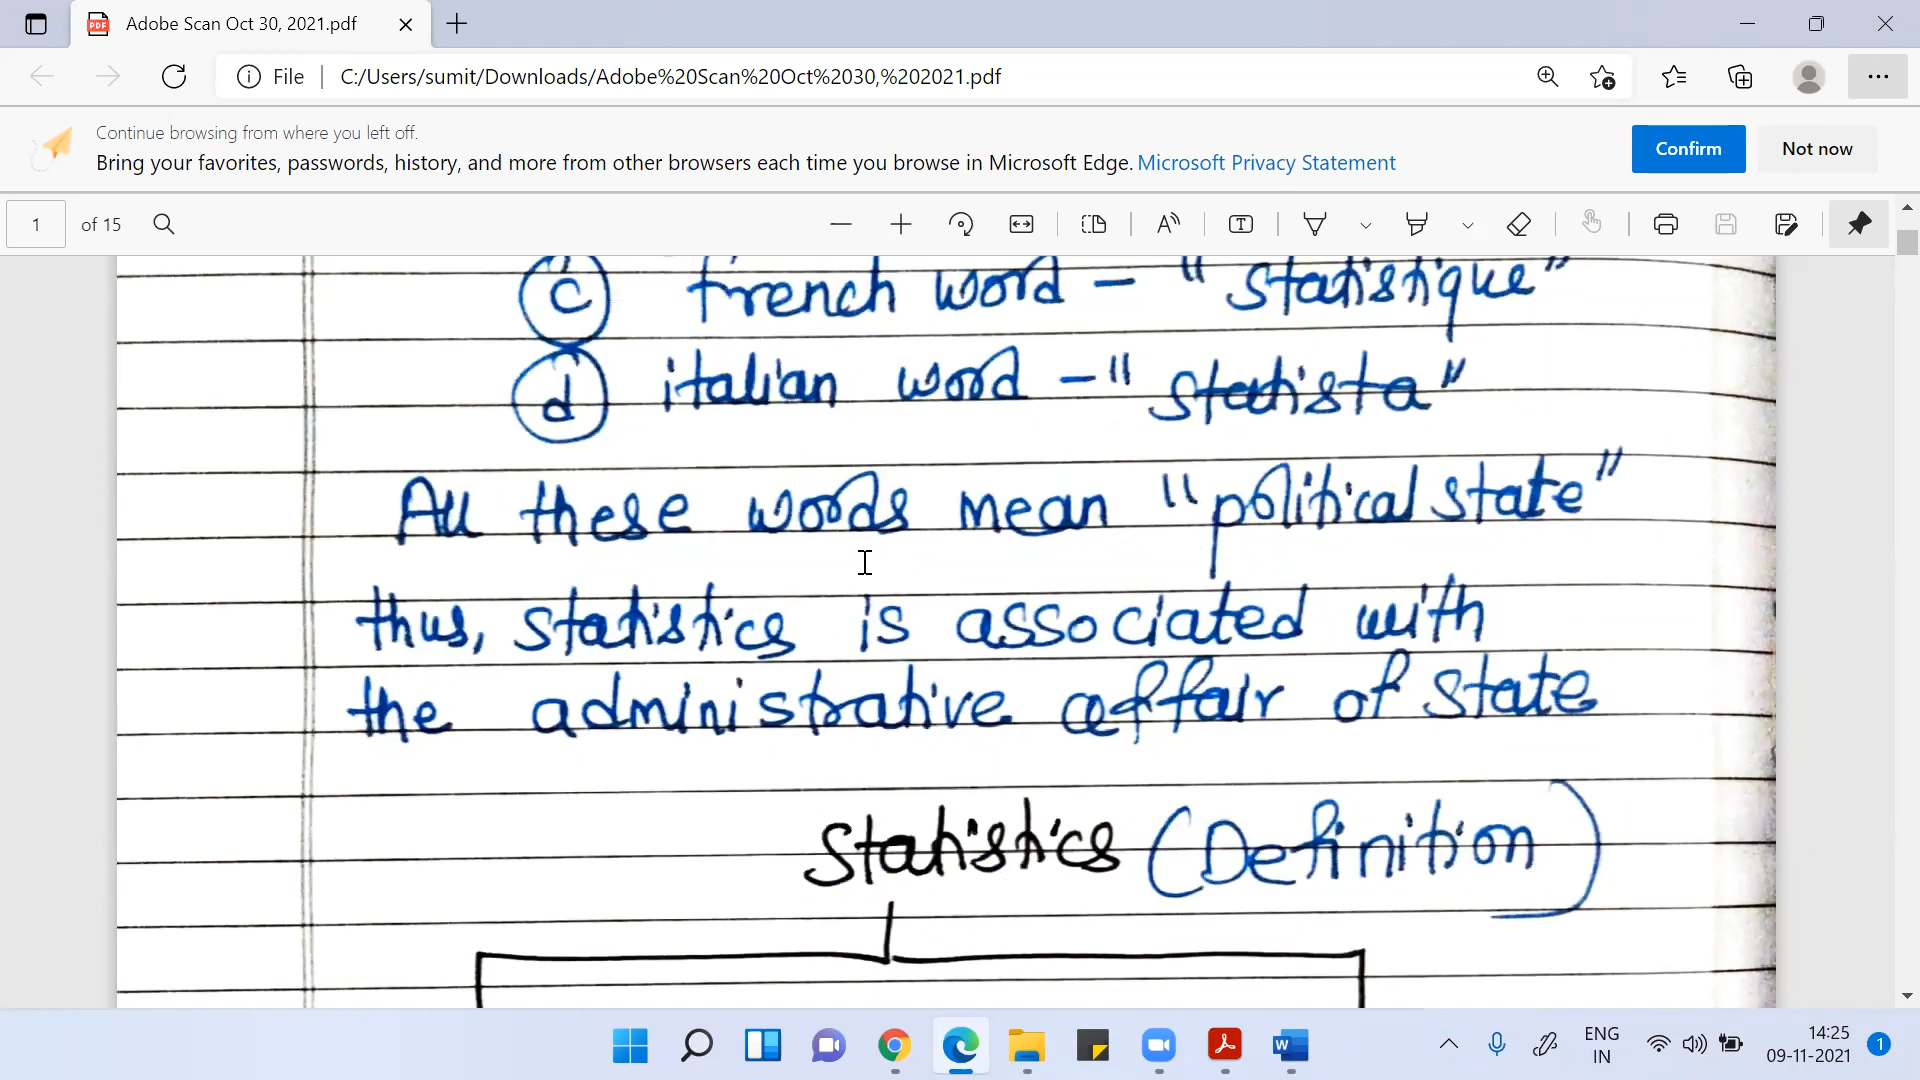 Adobe Scan Oct 30, 2021.pdf
File
C:/Users/sumit/Downloads/Adobe%20Scan%20Oct%2030,%202021.pdf
Continue browsing from where you left off.
Bring your favorites, passwords, history, and more from other browsers each time you browse in Microsoft Edge. Microsoft Privacy Statement
Confirm
Not now
1 of 15
c french word - "Statistique"
d italian word - "Statista"
All these words mean "political state"
thus, statistics is associated with
the administrative affair of state
Statistics (Definition)
ENG
IN
14:25
09-11-2021
1